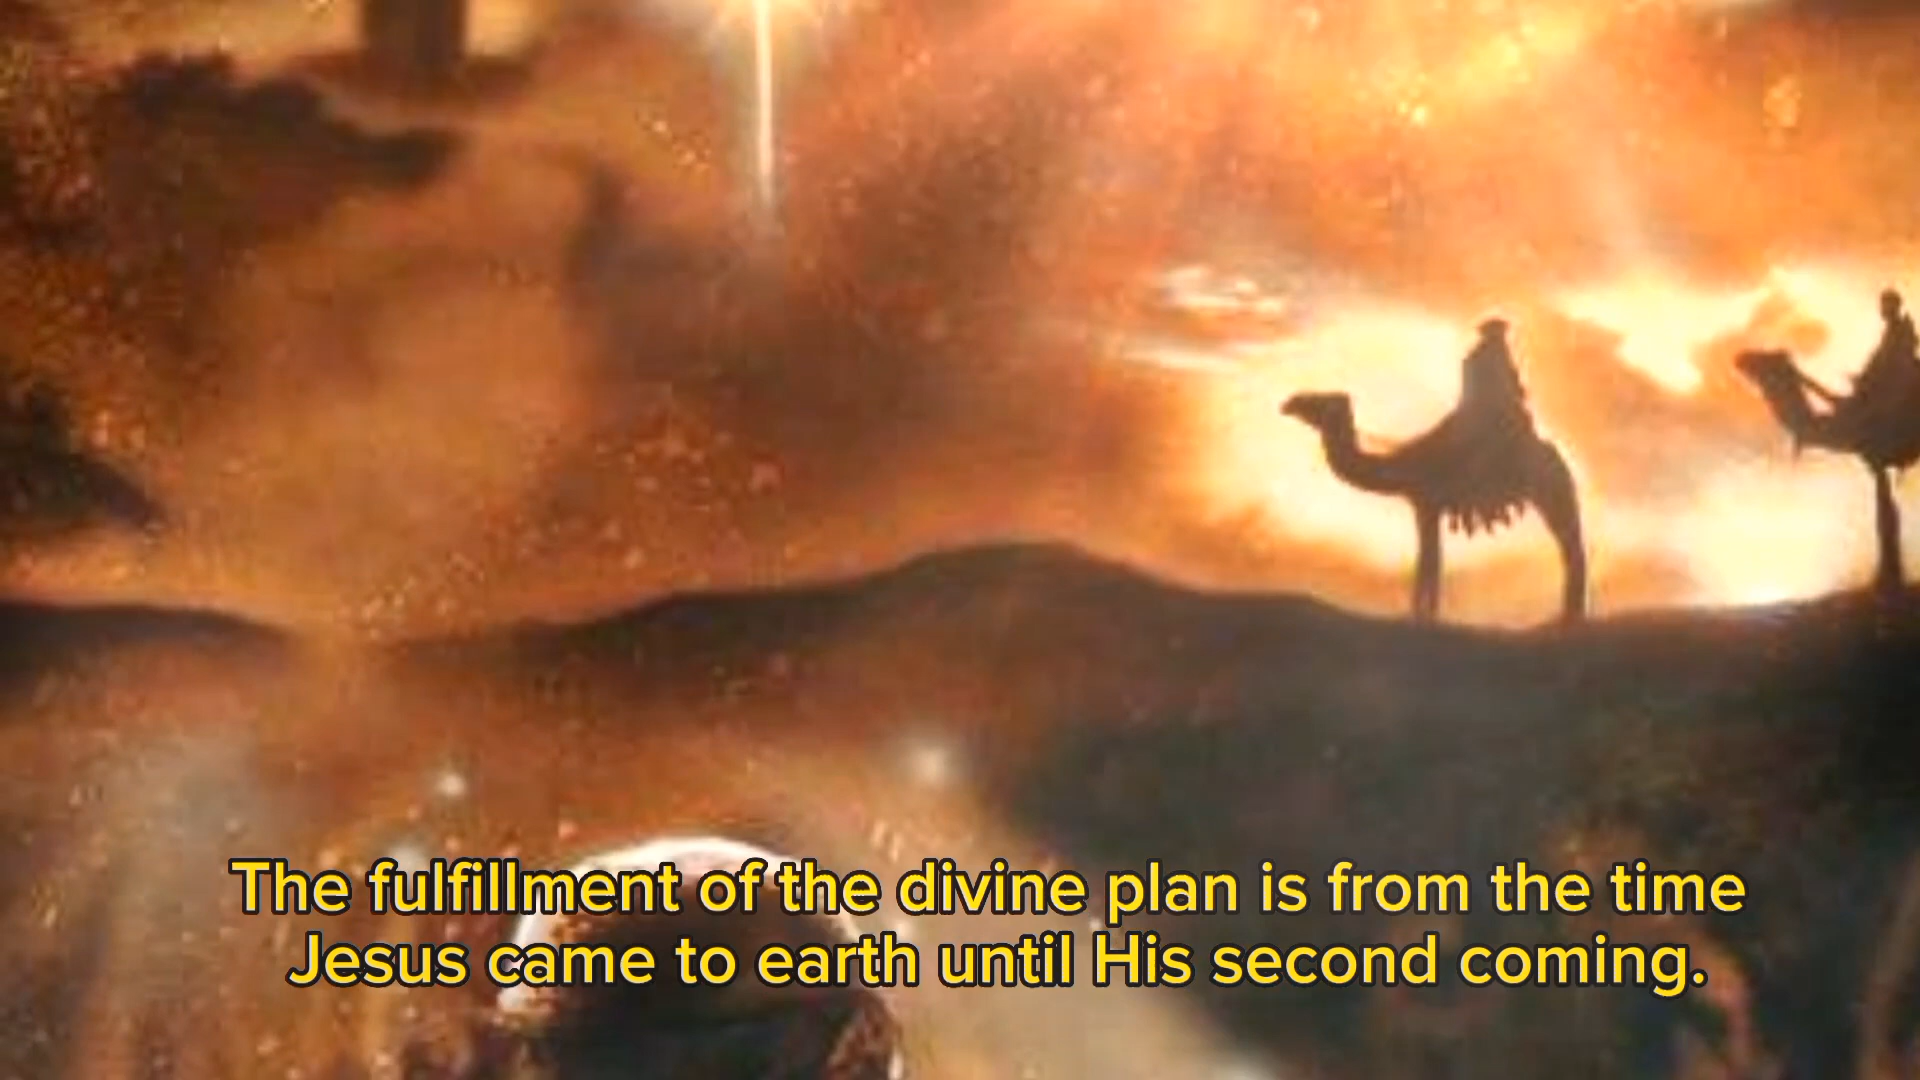 The fulfillment of the divine plan is from the time
Jesus came to earth until His second coming.